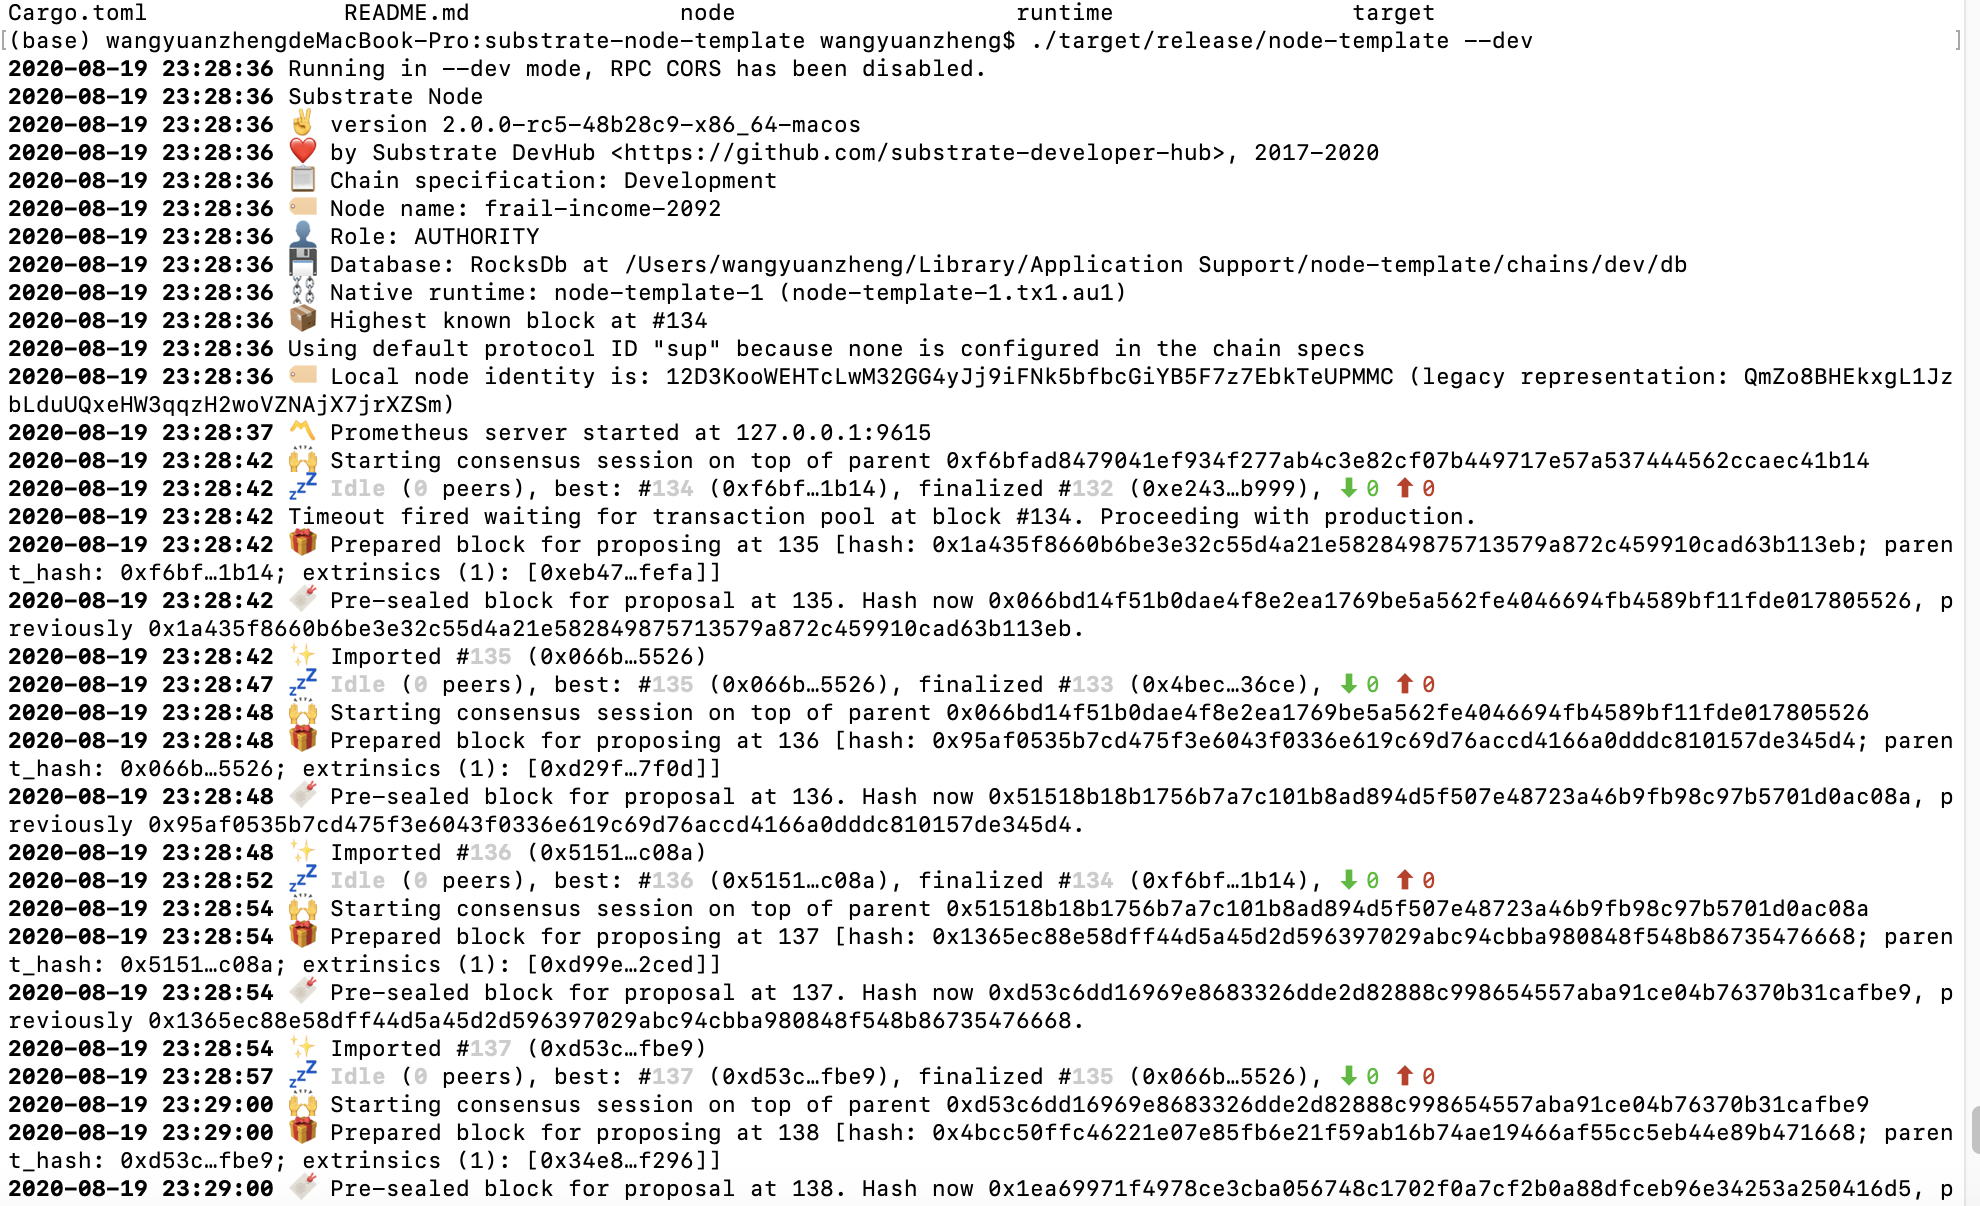 Cargo.toml README.md node runtime target
[(base) wangyuanzhengdeMacBook-Pro:substrate-node-template wangyuanzheng$ ./target/release/node-template --dev ]
2020-08-19 23:28:36 Running in --dev mode, RPC CORS has been disabled.
2020-08-19 23:28:36 Substrate Node
2020-08-19 23:28:36 ✌️ version 2.0.0-rc5-48b28c9-x86_64-macos
2020-08-19 23:28:36 ❤️ by Substrate DevHub <https://github.com/substrate-developer-hub>, 2017-2020
2020-08-19 23:28:36 📋 Chain specification: Development
2020-08-19 23:28:36 🏷 Node name: frail-income-2092
2020-08-19 23:28:36 👤 Role: AUTHORITY
2020-08-19 23:28:36 💾 Database: RocksDb at /Users/wangyuanzheng/Library/Application Support/node-template/chains/dev/db
2020-08-19 23:28:36 ⛓ Native runtime: node-template-1 (node-template-1.tx1.au1)
2020-08-19 23:28:36 📦 Highest known block at #134
2020-08-19 23:28:36 Using default protocol ID "sup" because none is configured in the chain specs
2020-08-19 23:28:36 🏷 Local node identity is: 12D3KooWEHTcLwM32GG4yJj9iFNk5bfbcGiYB5F7z7EbkTeUPMMC (legacy representation: QmZo8BHEkxgL1Jz
bLduUQxeHW3qqzH2woVZNAjX7jrXZSm)
2020-08-19 23:28:37 〽️ Prometheus server started at 127.0.0.1:9615
2020-08-19 23:28:42 🙌 Starting consensus session on top of parent 0xf6bfad8479041ef934f277ab4c3e82cf07b449717e57a537444562ccaec41b14
2020-08-19 23:28:42 💤 Idle (0 peers), best: #134 (0xf6bf…1b14), finalized #132 (0xe243…b999), ⬇ 0 ⬆ 0
2020-08-19 23:28:42 Timeout fired waiting for transaction pool at block #134. Proceeding with production.
2020-08-19 23:28:42 🎁 Prepared block for proposing at 135 [hash: 0x1a435f8660b6be3e32c55d4a21e582849875713579a872c459910cad63b113eb; paren
t_hash: 0xf6bf…1b14; extrinsics (1): [0xeb47…fefa]]
2020-08-19 23:28:42 🔖 Pre-sealed block for proposal at 135. Hash now 0x066bd14f51b0dae4f8e2ea1769be5a562fe4046694fb4589bf11fde017805526, p
reviously 0x1a435f8660b6be3e32c55d4a21e582849875713579a872c459910cad63b113eb.
2020-08-19 23:28:42 ✨ Imported #135 (0x066b…5526)
2020-08-19 23:28:47 💤 Idle (0 peers), best: #135 (0x066b…5526), finalized #133 (0x4bec…36ce), ⬇ 0 ⬆ 0
2020-08-19 23:28:48 🙌 Starting consensus session on top of parent 0x066bd14f51b0dae4f8e2ea1769be5a562fe4046694fb4589bf11fde017805526
2020-08-19 23:28:48 🎁 Prepared block for proposing at 136 [hash: 0x95af0535b7cd475f3e6043f0336e619c69d76accd4166a0dddc810157de345d4; paren
t_hash: 0x066b…5526; extrinsics (1): [0xd29f…7f0d]]
2020-08-19 23:28:48 🔖 Pre-sealed block for proposal at 136. Hash now 0x51518b18b1756b7a7c101b8ad894d5f507e48723a46b9fb98c97b5701d0ac08a, p
reviously 0x95af0535b7cd475f3e6043f0336e619c69d76accd4166a0dddc810157de345d4.
2020-08-19 23:28:48 ✨ Imported #136 (0x5151…c08a)
2020-08-19 23:28:52 💤 Idle (0 peers), best: #136 (0x5151…c08a), finalized #134 (0xf6bf…1b14), ⬇ 0 ⬆ 0
2020-08-19 23:28:54 🙌 Starting consensus session on top of parent 0x51518b18b1756b7a7c101b8ad894d5f507e48723a46b9fb98c97b5701d0ac08a
2020-08-19 23:28:54 🎁 Prepared block for proposing at 137 [hash: 0x1365ec88e58dff44d5a45d2d596397029abc94cbba980848f548b86735476668; paren
t_hash: 0x5151…c08a; extrinsics (1): [0xd99e…2ced]]
2020-08-19 23:28:54 🔖 Pre-sealed block for proposal at 137. Hash now 0xd53c6dd16969e8683326dde2d82888c998654557aba91ce04b76370b31cafbe9, p
reviously 0x1365ec88e58dff44d5a45d2d596397029abc94cbba980848f548b86735476668.
2020-08-19 23:28:54 ✨ Imported #137 (0xd53c…fbe9)
2020-08-19 23:28:57 💤 Idle (0 peers), best: #137 (0xd53c…fbe9), finalized #135 (0x066b…5526), ⬇ 0 ⬆ 0
2020-08-19 23:29:00 🙌 Starting consensus session on top of parent 0xd53c6dd16969e8683326dde2d82888c998654557aba91ce04b76370b31cafbe9
2020-08-19 23:29:00 🎁 Prepared block for proposing at 138 [hash: 0x4bcc50ffc46221e07e85fb6e21f59ab16b74ae19466af55cc5eb44e89b471668; paren
t_hash: 0xd53c…fbe9; extrinsics (1): [0x34e8…f296]]
2020-08-19 23:29:00 🔖 Pre-sealed block for proposal at 138. Hash now 0x1ea69971f4978ce3cba056748c1702f0a7cf2b0a88dfceb96e34253a250416d5, p